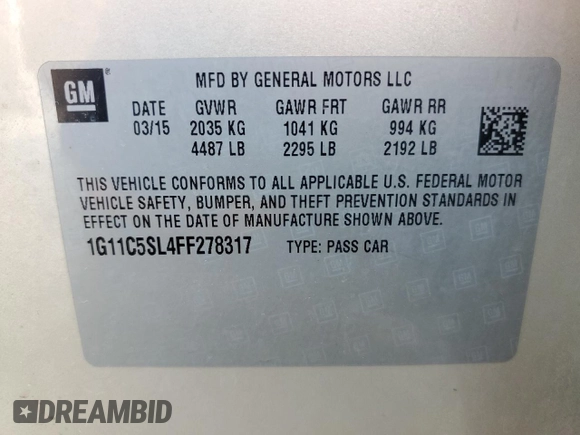 GM ®
MFD BY GENERAL MOTORS LLC
DATE GVWR GAWR FRT GAWR RR
03/15 2035 KG 1041 KG 994 KG
4487 LB 2295 LB 2192 LB
THIS VEHICLE CONFORMS TO ALL APPLICABLE U.S. FEDERAL MOTOR
VEHICLE SAFETY, BUMPER, AND THEFT PREVENTION STANDARDS IN
EFFECT ON THE DATE OF MANUFACTURE SHOWN ABOVE.
1G11C5SL4FF278317 TYPE: PASS CAR
DREAMBID